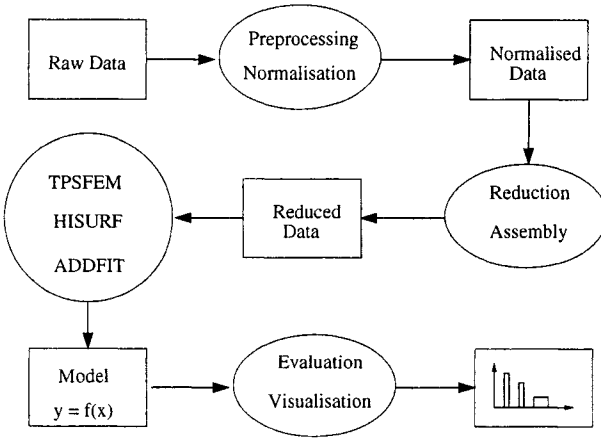 Raw Data
Preprocessing
Normalisation
Normalised
Data
TPSFEM
HISURF
ADDFIT
Reduced
Data
Reduction
Assembly
Model
y = f(x)
Evaluation
Visualisation